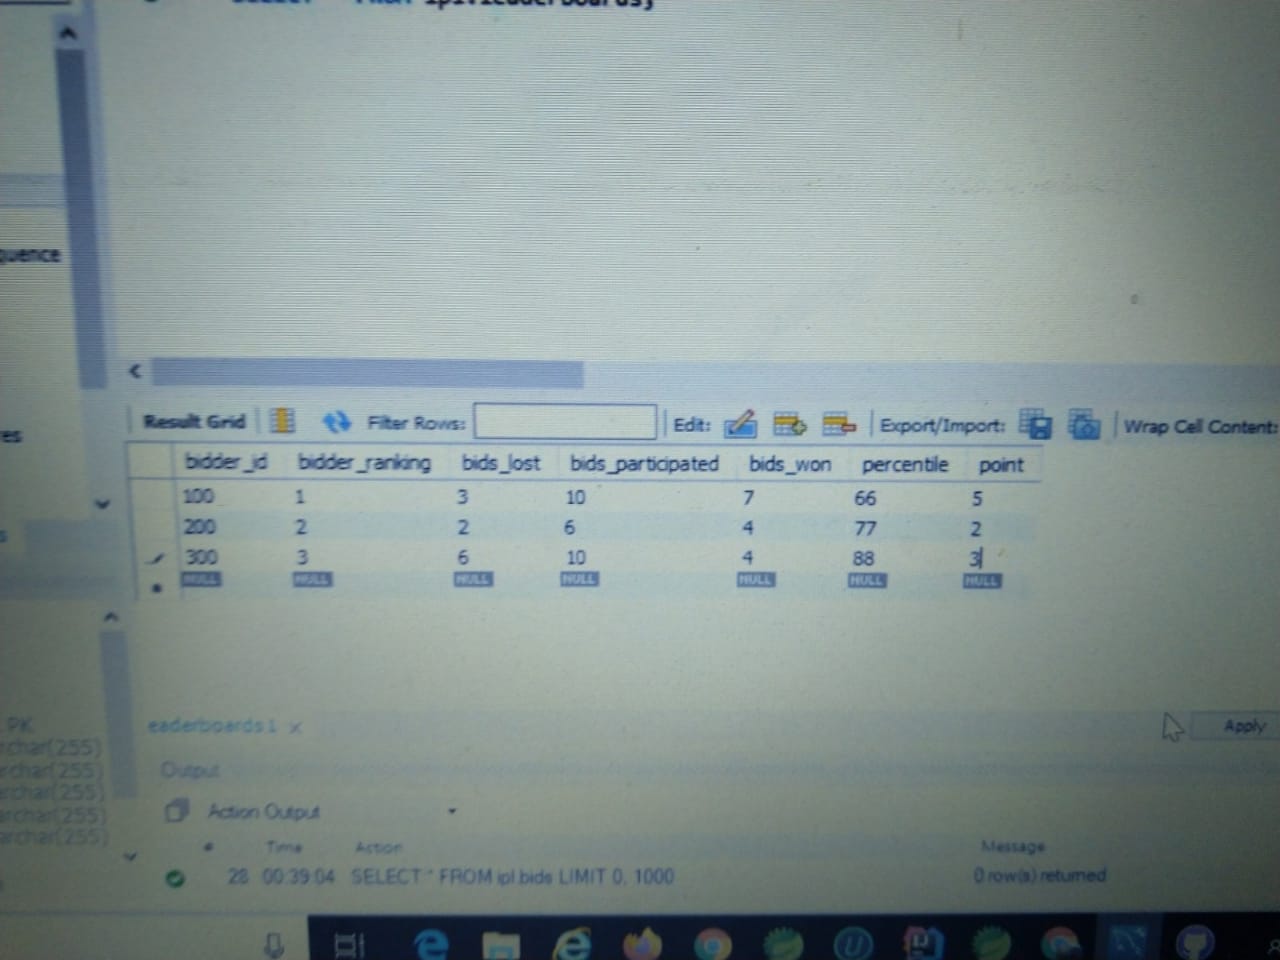 quence
Result Grid Filter Rows: Edit: Export/Import: Wrap Cell Content:
res
bidder_id bidder_ranking bids_lost bids_participated bids_won percentile point
100 1 3 10 7 66 5
200 2 2 6 4 77 2
300 3 6 10 4 88 3
NULL NULL NULL NULL NULL NULL NULL
PK
eaderboards 1 x Apply
rchar(255)
rchar(255)
Output
archar(255)
archar(255)
Action Output
archar(255)
# Time Action Message
28 00:39:04 SELECT * FROM ipl.bids LIMIT 0, 1000 0 row(s) returned